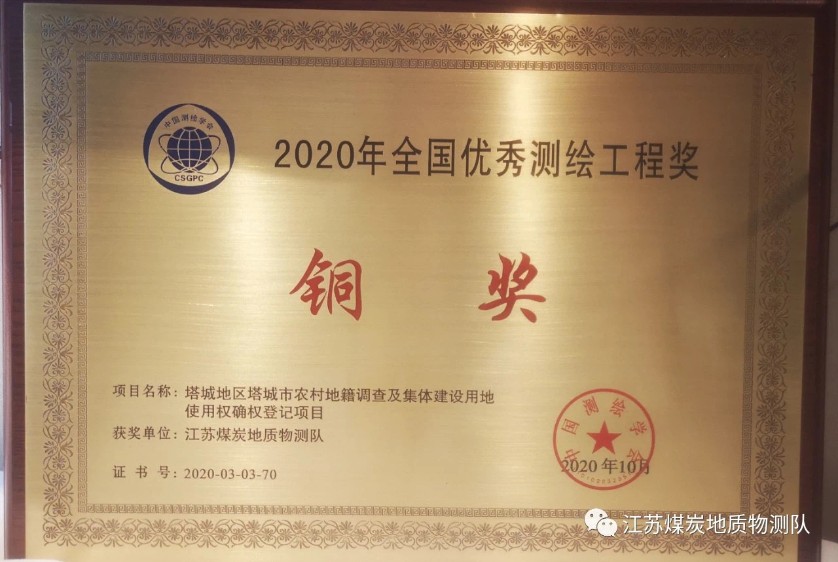 中国测绘学会
CSGPC
2020年全国优秀测绘工程奖
铜 奖
项目名称：塔城地区塔城市农村地籍调查及集体建设用地
使用权确权登记项目
获奖单位：江苏煤炭地质物测队
证 书 号：2020-03-03-70
中国测绘学会
2020 年10月
江苏煤炭地质物测队